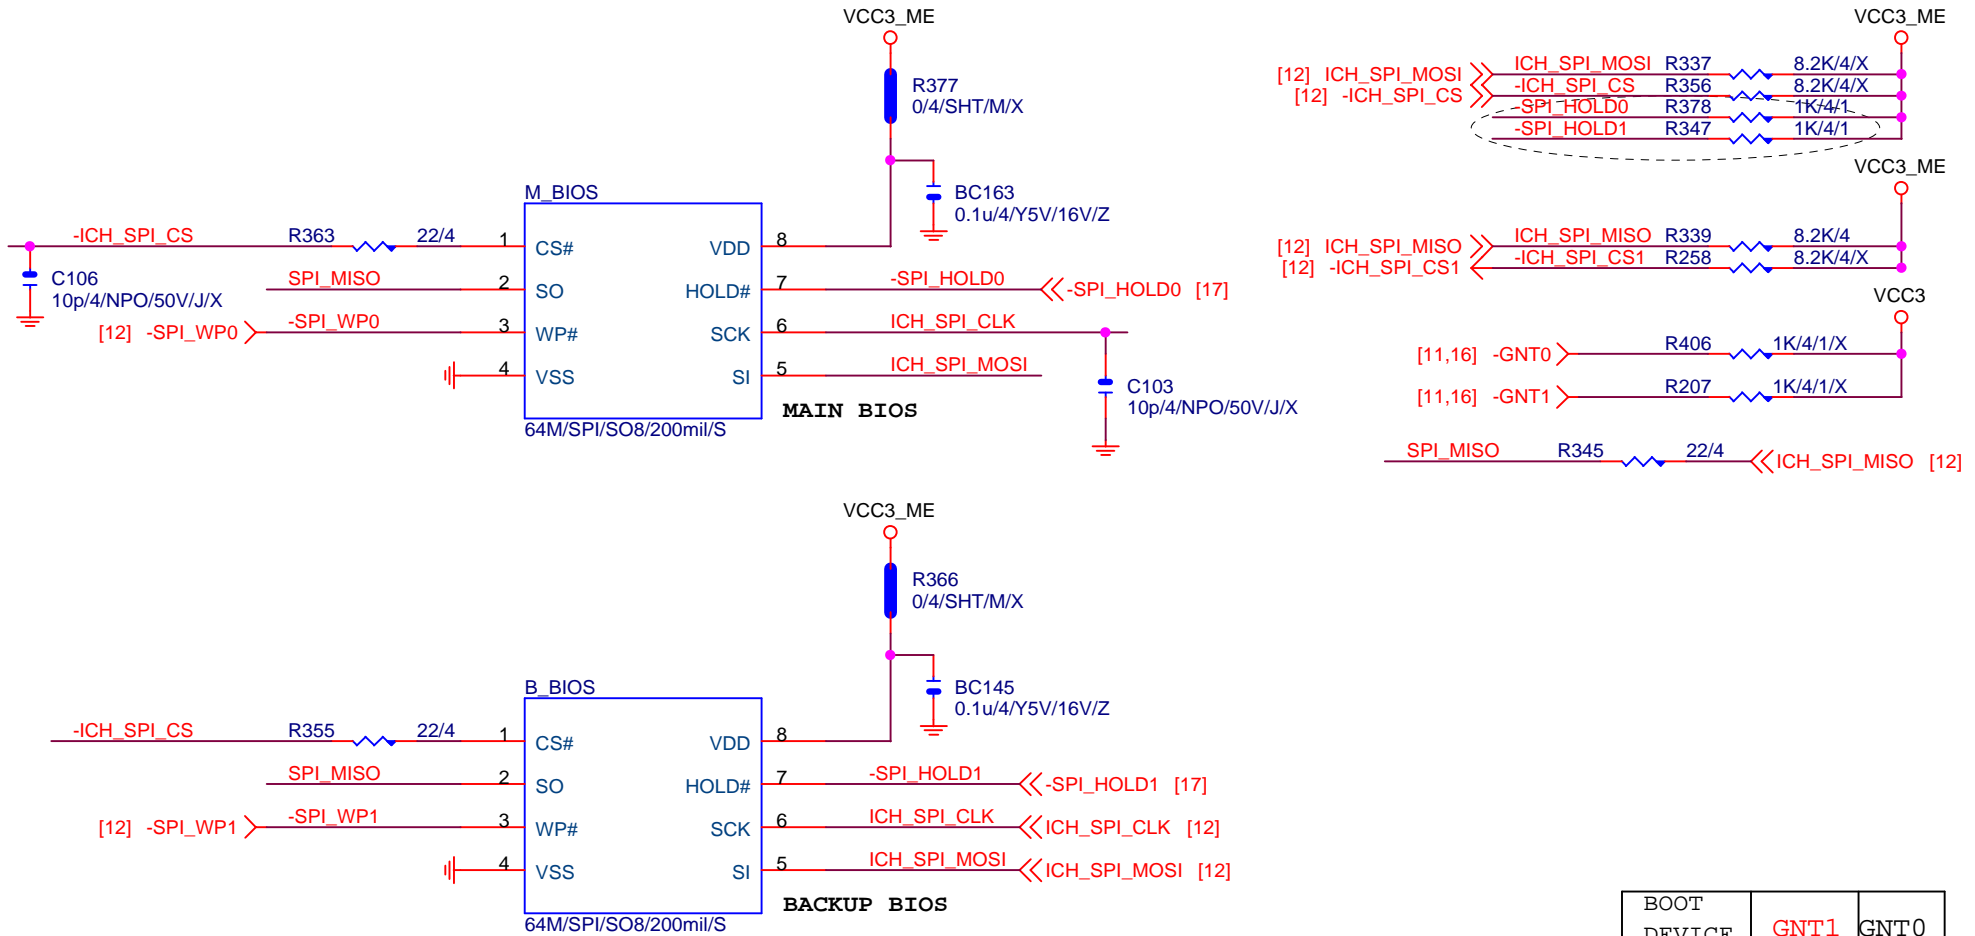 VCC3_ME
R377
0/4/SHT/M/X
BC163
0.1u/4/Y5V/16V/Z
M_BIOS
-ICH_SPI_CS R363 22/4 1 CS# VDD 8
C106
10p/4/NPO/50V/J/X
SPI_MISO 2 SO HOLD# 7 -SPI_HOLD0 -SPI_HOLD0 [17]
[12] -SPI_WP0 -SPI_WP0 3 WP# SCK 6 ICH_SPI_CLK
4 VSS SI 5 ICH_SPI_MOSI
C103
10p/4/NPO/50V/J/X
MAIN BIOS
64M/SPI/SO8/200mil/S
VCC3_ME
R366
0/4/SHT/M/X
BC145
0.1u/4/Y5V/16V/Z
B_BIOS
-ICH_SPI_CS R355 22/4 1 CS# VDD 8
SPI_MISO 2 SO HOLD# 7 -SPI_HOLD1 -SPI_HOLD1 [17]
[12] -SPI_WP1 -SPI_WP1 3 WP# SCK 6 ICH_SPI_CLK ICH_SPI_CLK [12]
4 VSS SI 5 ICH_SPI_MOSI ICH_SPI_MOSI [12]
BACKUP BIOS
64M/SPI/SO8/200mil/S
VCC3_ME
[12] ICH_SPI_MOSI ICH_SPI_MOSI R337 8.2K/4/X
[12] -ICH_SPI_CS -ICH_SPI_CS R356 8.2K/4/X
-SPI_HOLD0 R378 1K/4/1
-SPI_HOLD1 R347 1K/4/1
VCC3_ME
[12] ICH_SPI_MISO ICH_SPI_MISO R339 8.2K/4
[12] -ICH_SPI_CS1 -ICH_SPI_CS1 R258 8.2K/4/X
VCC3
[11,16] -GNT0 R406 1K/4/1/X
[11,16] -GNT1 R207 1K/4/1/X
SPI_MISO R345 22/4 ICH_SPI_MISO [12]
BOOT
DEVICE GNT1 GNT0